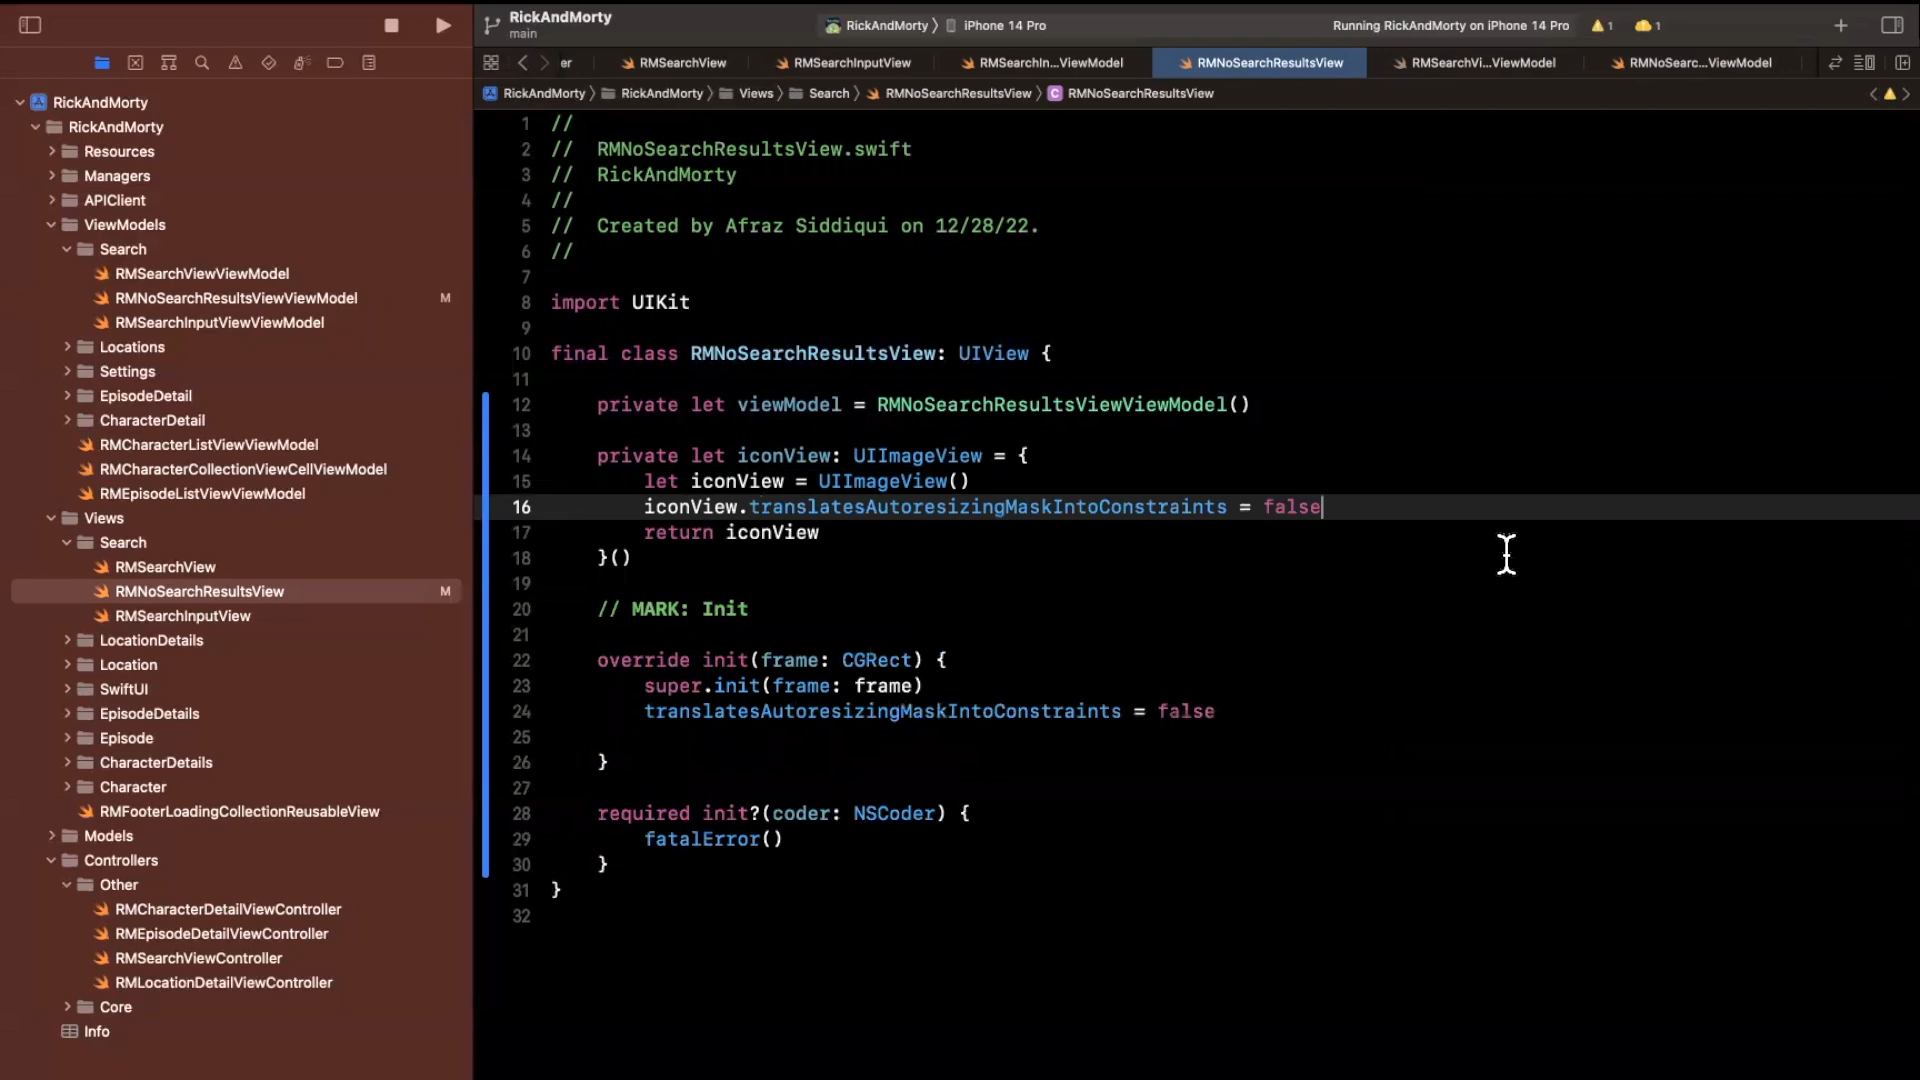 RickAndMorty
main
RickAndMorty
iPhone 14 Pro
Running RickAndMorty on iPhone 14 Pro
1
1
er
RMSearchView
RMSearchInputView
RMSearchIn...ViewModel
RMNoSearchResultsView
RMSearchVi...ViewModel
RMNoSearc...ViewModel
RickAndMorty
RickAndMorty
Views
Search
RMNoSearchResultsView
C RMNoSearchResultsView
RickAndMorty
RickAndMorty
Resources
Managers
APIClient
ViewModels
Search
RMSearchViewViewModel
RMNoSearchResultsViewViewModel M
RMSearchInputViewViewModel
Locations
Settings
EpisodeDetail
CharacterDetail
RMCharacterListViewViewModel
RMCharacterCollectionViewCellViewModel
RMEpisodeListViewViewModel
Views
Search
RMSearchView
RMNoSearchResultsView M
RMSearchInputView
LocationDetails
Location
SwiftUI
EpisodeDetails
Episode
CharacterDetails
Character
RMFooterLoadingCollectionReusableView
Models
Controllers
Other
RMCharacterDetailViewController
RMEpisodeDetailViewController
RMSearchViewController
RMLocationDetailViewController
Core
Info
1 //
2 // RMNoSearchResultsView.swift
3 // RickAndMorty
4 //
5 // Created by Afraz Siddiqui on 12/28/22.
6 //
7
8 import UIKit
9
10 final class RMNoSearchResultsView: UIView {
11
12 private let viewModel = RMNoSearchResultsViewViewModel()
13
14 private let iconView: UIImageView = {
15 let iconView = UIImageView()
16 iconView.translatesAutoresizingMaskIntoConstraints = false
17 return iconView
18 }()
19
20 // MARK: Init
21
22 override init(frame: CGRect) {
23 super.init(frame: frame)
24 translatesAutoresizingMaskIntoConstraints = false
25
26 }
27
28 required init?(coder: NSCoder) {
29 fatalError()
30 }
31 }
32